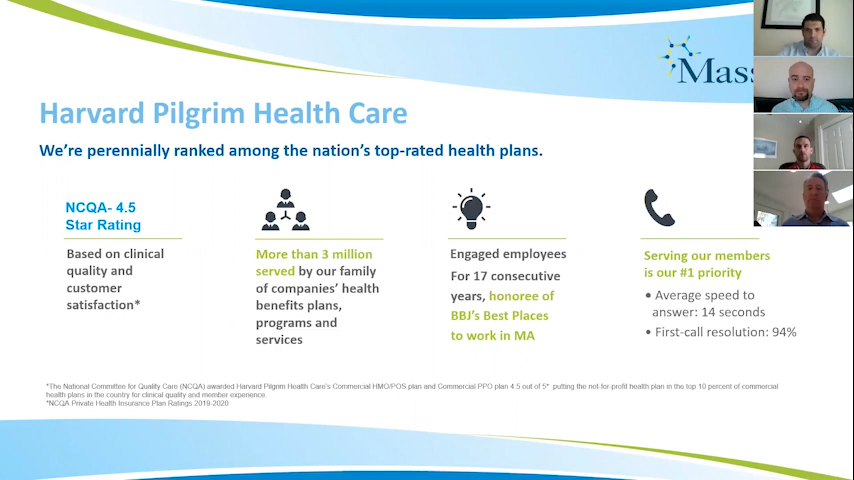 Mass
Harvard Pilgrim Health Care
We're perennially ranked among the nation's top-rated health plans.
NCQA- 4.5
Star Rating
Based on clinical
quality and
customer
satisfaction*
More than 3 million
served by our family
of companies' health
benefits plans,
programs and
services
Engaged employees
For 17 consecutive
years, honoree of
BBJ's Best Places
to work in MA
Serving our members
is our #1 priority
• Average speed to
answer: 14 seconds
• First-call resolution: 94%
*The National Committee for Quality Care (NCQA) awarded Harvard Pilgrim Health Care's Commercial HMO/POS plan and Commercial PPO plan 4.5 out of 5* putting the not-for-profit health plan in the top 10 percent of commercial
health plans in the country for clinical quality and member experience.
*NCQA Private Health Insurance Plan Ratings 2019-2020